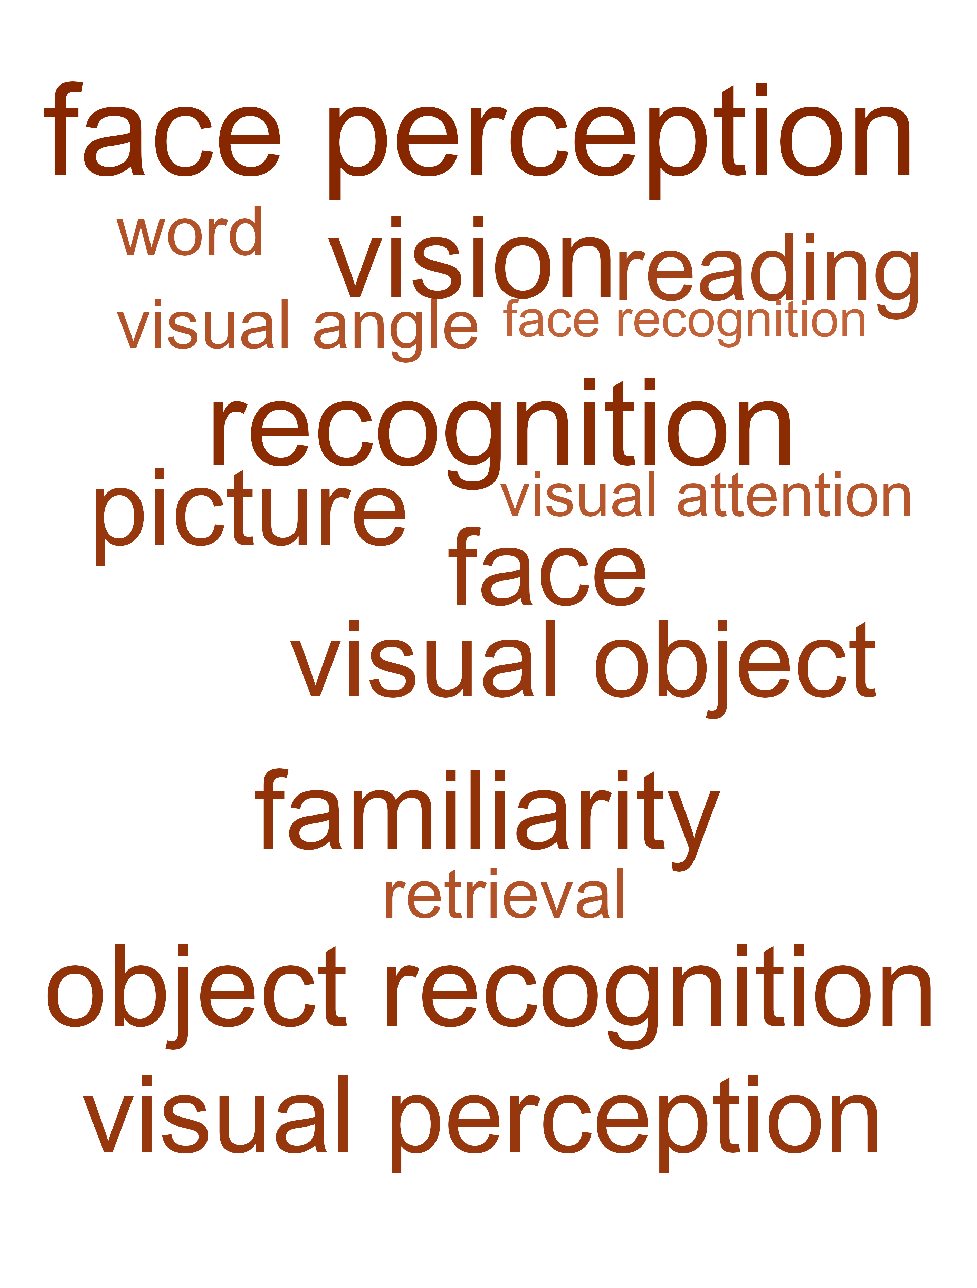 face perception
word
vision
reading
visual angle
face recognition
recognition
picture
visual attention
face
visual object
familiarity
retrieval
object recognition
visual perception